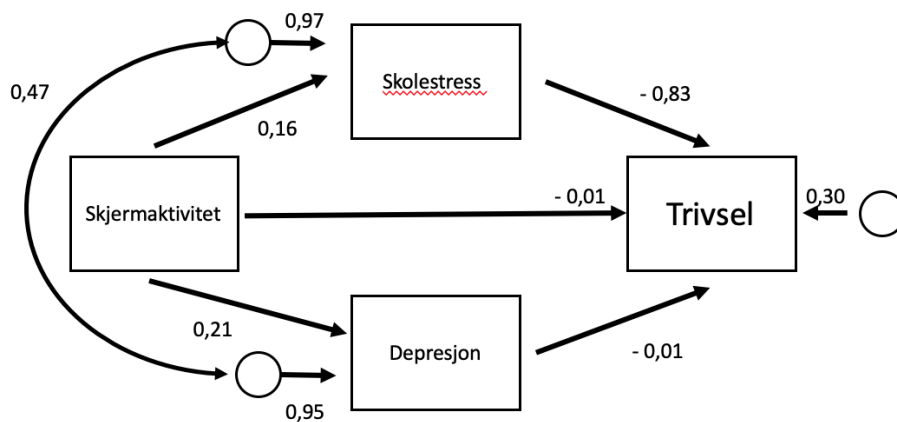 0,97
Skolestress
0,47
- 0,83
0,16
Skjermaktivitet
- 0,01
Trivsel
0,30
0,21
Depresjon
- 0,01
0,95